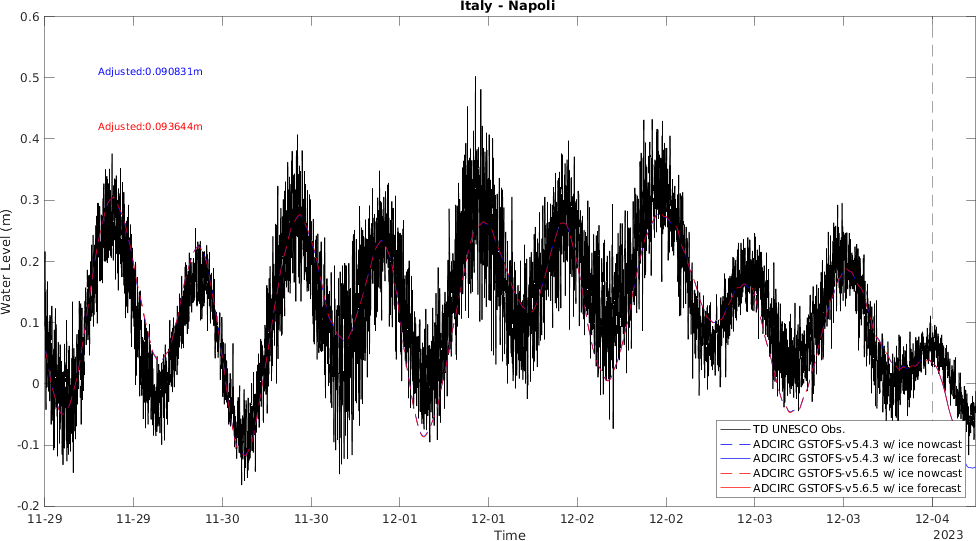 Italy - Napoli
0.6
0.5
0.4
0.3
0.2
0.1
0
-0.1
-0.2
Water Level (m)
Adjusted:0.090831m
Adjusted:0.093644m
TD UNESCO Obs.
ADCIRC GSTOFS-v5.4.3 w/ ice nowcast
ADCIRC GSTOFS-v5.4.3 w/ ice forecast
ADCIRC GSTOFS-v5.6.5 w/ ice nowcast
ADCIRC GSTOFS-v5.6.5 w/ ice forecast
11-29 11-29 11-30 11-30 12-01 12-01 12-02 12-02 12-03 12-03 12-04
2023
Time